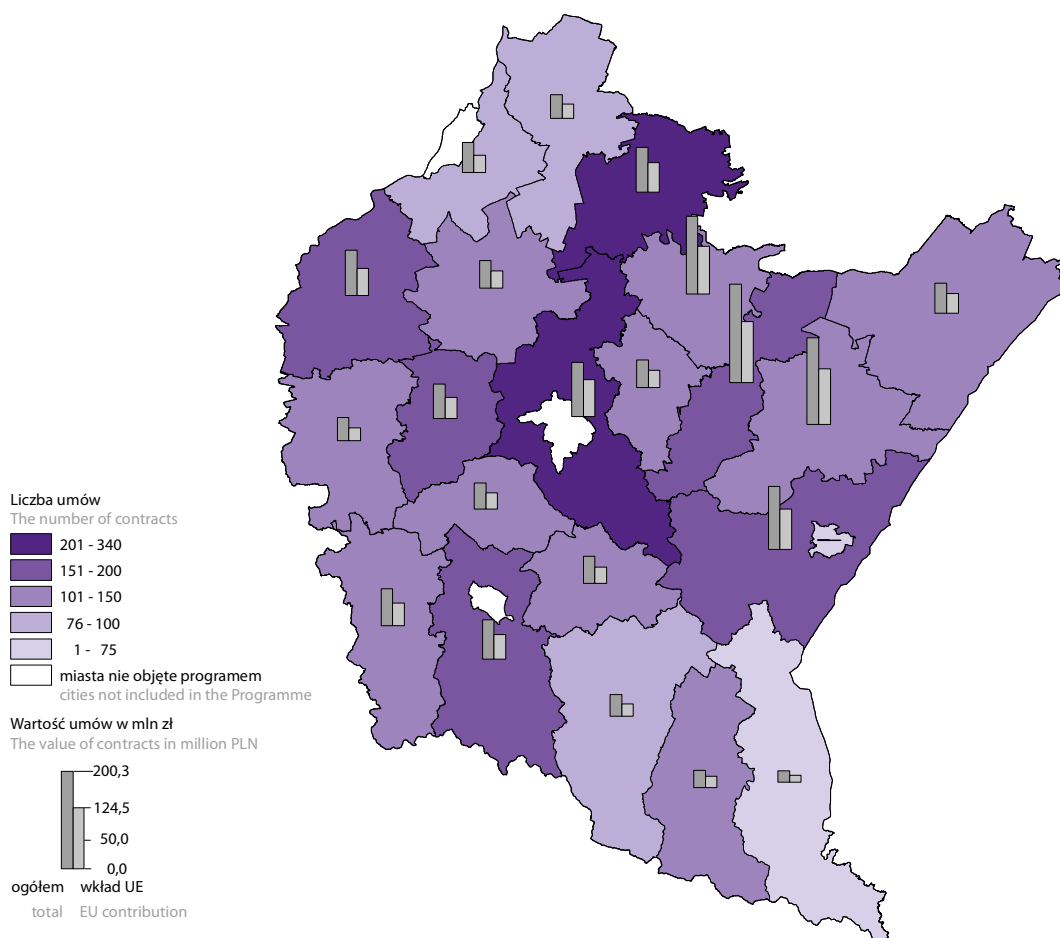 Liczba umów
The number of contracts
201 - 340
151 - 200
101 - 150
76 - 100
1 - 75
miasta nie objęte programem
cities not included in the Programme
Wartość umów w mln zł
The value of contracts in million PLN
200,3
124,5
50,0
0,0
ogółem wkład UE
total EU contribution